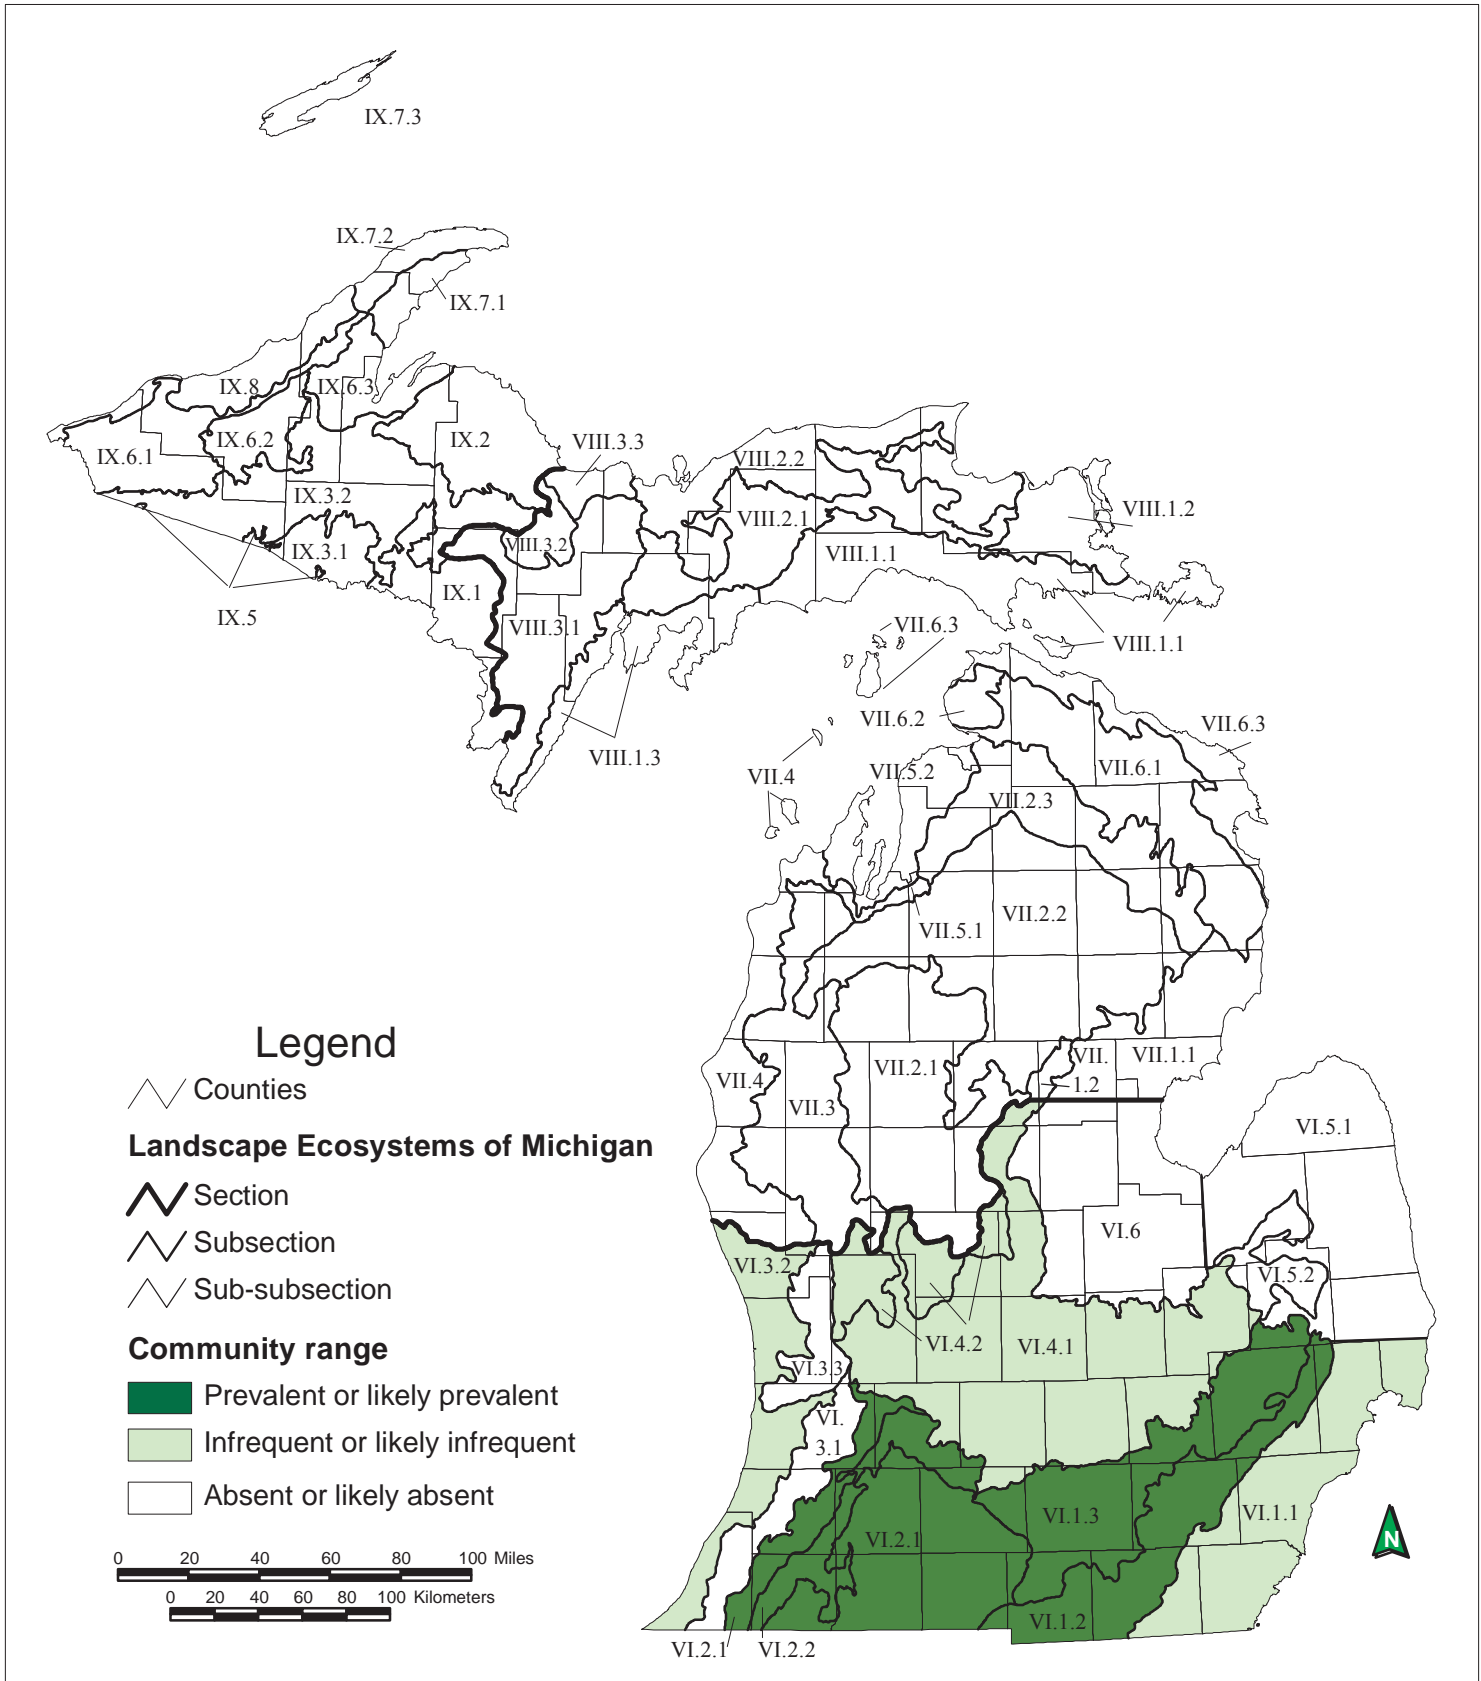 IX.7.3
IX.7.2
IX.7.1
IX.8
IX.6.3
IX.6.2
IX.6.1
IX.2
VIII.3.3
VIII.2.2
IX.3.2
VIII.2.1
VIII.1.2
IX.3.1
VIII.3.2
VIII.1.1
IX.5
IX.1
VIII.3.1
VII.6.3
VIII.1.1
VIII.1.3
VII.6.2
VII.6.3
VII.4
VII.5.2
VII.6.1
VII.2.3
VII.5.1
VII.2.2
VII.4
VII.3
VII.2.1
VII.
1.2
VII.1.1
VI.5.1
VI.6
VI.3.2
VI.5.2
VI.4.2
VI.4.1
VI.3.3
VI.
3.1
VI.2.1
VI.1.3
VI.1.1
VI.1.2
VI.2.1
VI.2.2
Legend
Counties
Landscape Ecosystems of Michigan
Section
Subsection
Sub-subsection
Community range
Prevalent or likely prevalent
Infrequent or likely infrequent
Absent or likely absent
0 20 40 60 80 100 Miles
0 20 40 60 80 100 Kilometers
N